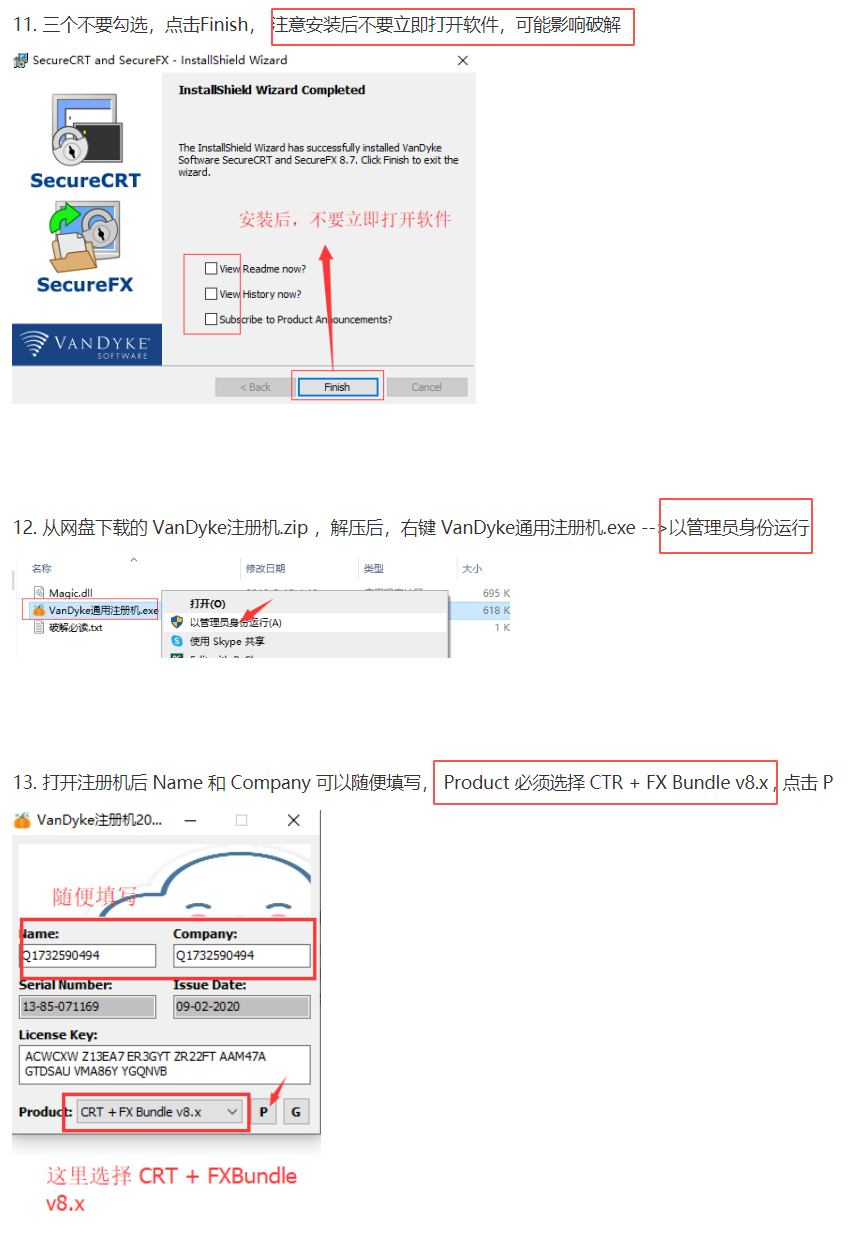 11. 三个不要勾选，点击Finish， 注意安装后不要立即打开软件，可能影响破解
SecureCRT and SecureFX - InstallShield Wizard
InstallShield Wizard Completed
The InstallShield Wizard has successfully installed VanDyke
Software SecureCRT and SecureFX 8.7. Click Finish to exit the
wizard.
SecureCRT
安装后，不要立即打开软件
SecureFX
View Readme now?
View History now?
Subscribe to Product Announcements?
VANDYKE
SOFTWARE
< Back
Finish
Cancel
12. 从网盘下载的 VanDyke注册机.zip ，解压后，右键 VanDyke通用注册机.exe -->以管理员身份运行
名称
修改日期
类型
大小
Magic.dll
695 K
VanDyke通用注册机.exe
618 K
破解必读.txt
1 K
打开(O)
以管理员身份运行(A)
使用 Skype 共享
13. 打开注册机后 Name 和 Company 可以随便填写， Product 必须选择 CTR + FX Bundle v8.x , 点击 P
VanDyke注册机20...
随便填写
Name:
Company:
Q1732590494
Q1732590494
Serial Number:
Issue Date:
13-85-071169
09-02-2020
License Key:
ACWCXW Z13EA7 ER3GYT ZR22FT AAM47A
GTDSAU VMA86Y YGQNVB
Product: CRT + FX Bundle v8.x P G
这里选择 CRT + FXBundle
v8.x